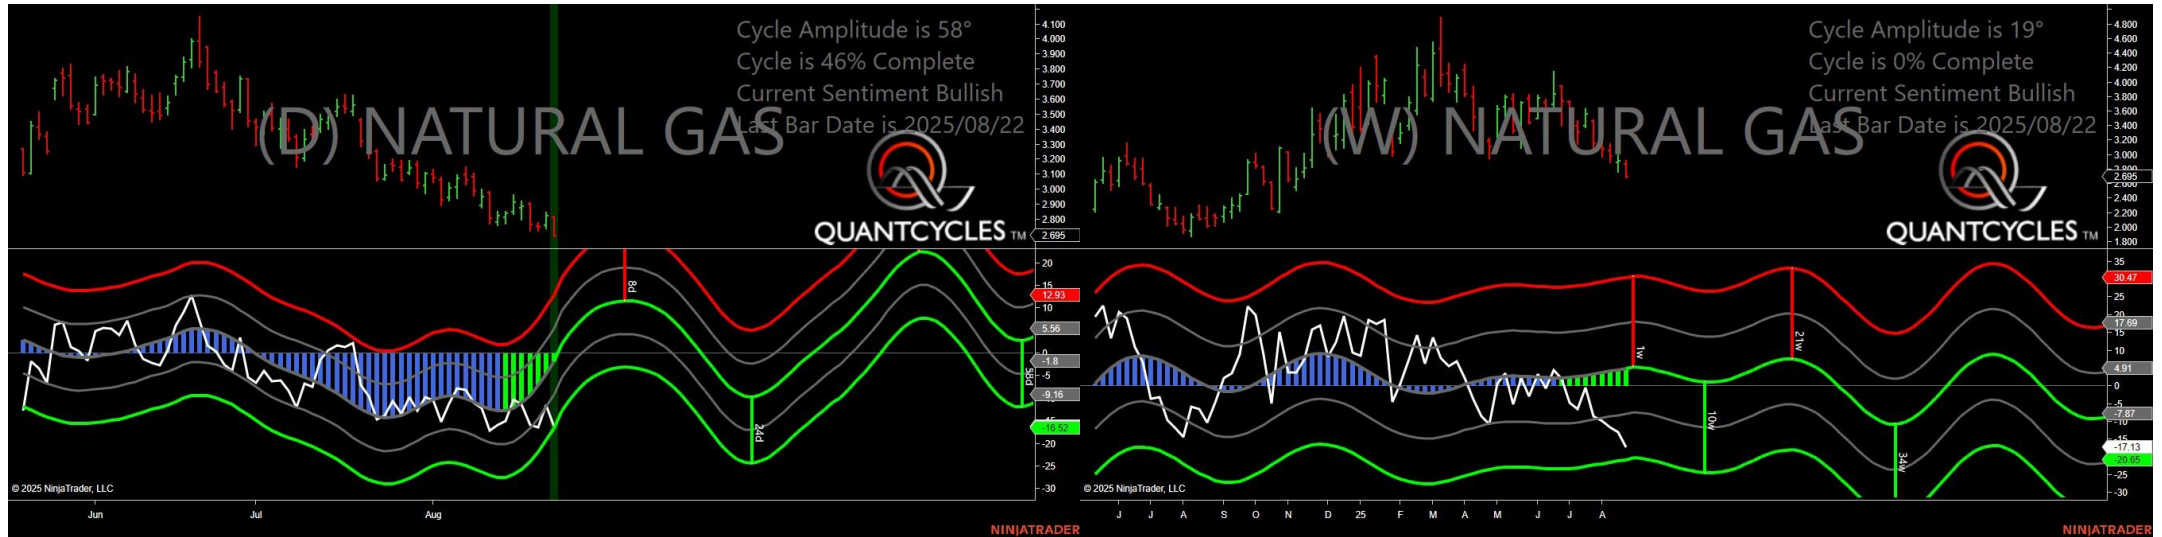 Cycle Amplitude is 58°
Cycle is 46% Complete
Current Sentiment Bullish
Last Bar Date is 2025/08/22
(D) NATURAL GAS
QUANTCYCLES TM
4.100
4.000
3.900
3.800
3.700
3.600
3.500
3.400
3.300
3.200
3.100
3.000
2.900
2.800
2.695
20
15
12.93
10
5.56
0
-1.8
-5
-9.16
-16.52
-20
-25
-30
8d
24d
58d
© 2025 NinjaTrader, LLC
Jun
Jul
Aug
NINJATRADER
Cycle Amplitude is 19°
Cycle is 0% Complete
Current Sentiment Bullish
Last Bar Date is 2025/08/22
(W) NATURAL GAS
QUANTCYCLES TM
4.800
4.600
4.400
4.200
4.000
3.800
3.600
3.400
3.200
3.000
2.695
2.600
2.400
2.200
2.000
1.800
35
30.47
25
20
17.69
15
10
4.91
0
-5
-7.87
-10
-15
-17.13
-20.65
-25
-30
1w
21w
10w
34w
© 2025 NinjaTrader, LLC
J J A S O N D 25 F M A M J J A
NINJATRADER